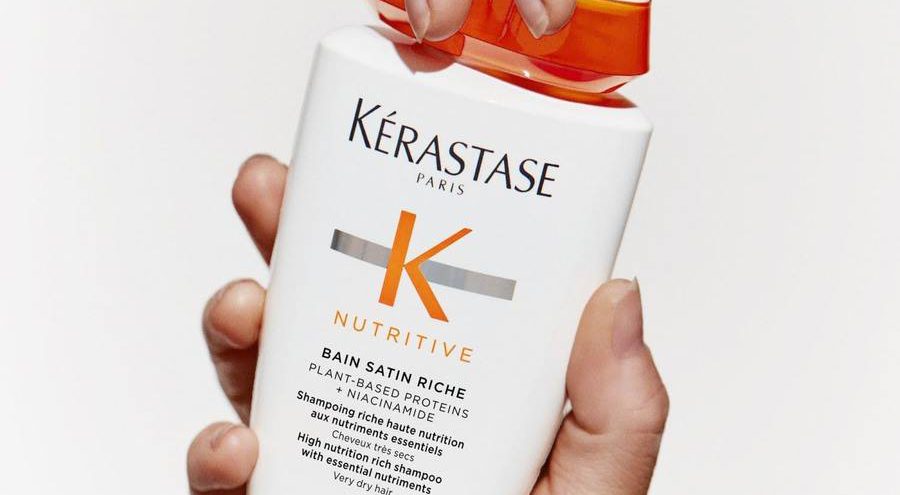 KÉRASTASE
PARIS
K
NUTRITIVE
BAIN SATIN RICHE
PLANT-BASED PROTEINS
+ NIACINAMIDE
Shampoing riche haute nutrition
aux nutriments essentiels
Cheveux très secs
High nutrition rich shampoo
with essential nutriments
Very dry hair